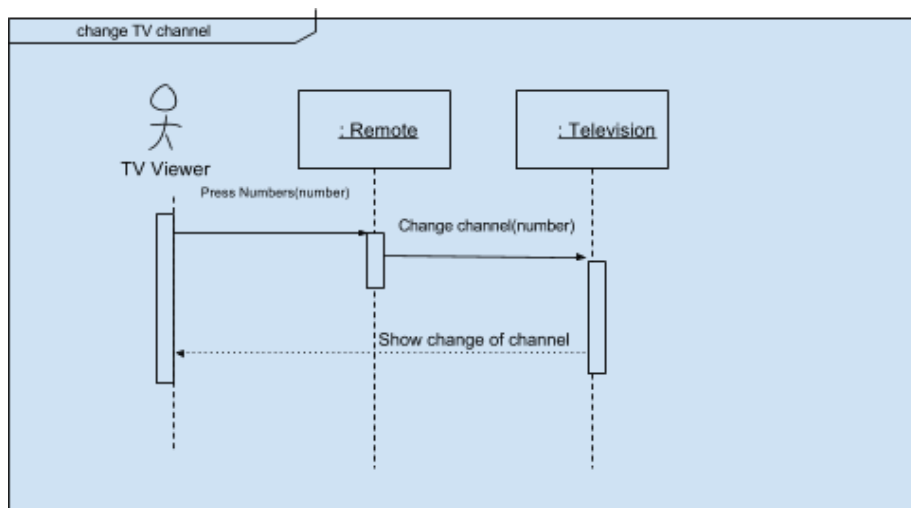 change TV channel
: Remote
: Television
TV Viewer
Press Numbers(number)
Change channel(number)
Show change of channel